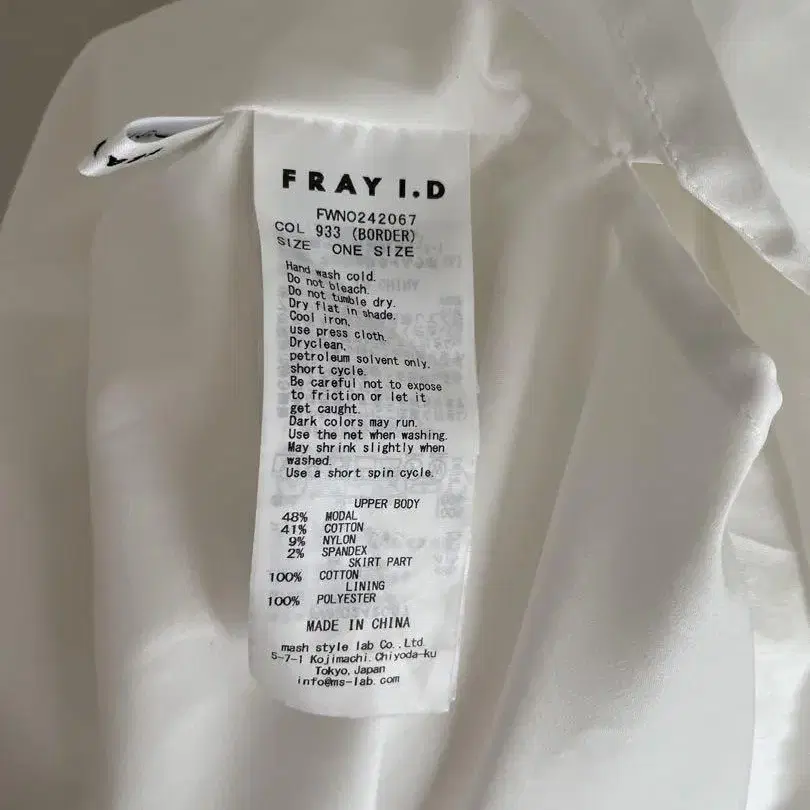 FRAY I.D
FWNO242067
COL 933 (BORDER)
SIZE ONE SIZE
Hand wash cold.
Do not bleach.
Do not tumble dry.
Dry flat in shade.
Cool iron,
use press cloth.
Dryclean,
petroleum solvent only,
short cycle.
Be careful not to expose
to friction or let it
get caught.
Dark colors may run.
Use the net when washing.
May shrink slightly when
washed.
Use a short spin cycle.
UPPER BODY
48% MODAL
41% COTTON
9% NYLON
2% SPANDEX
SKIRT PART
100% COTTON
LINING
100% POLYESTER
MADE IN CHINA
mash style lab Co.,Ltd.
5-7-1 Kojimachi.Chiyoda-ku
Tokyo, Japan
info@ms-lab.com